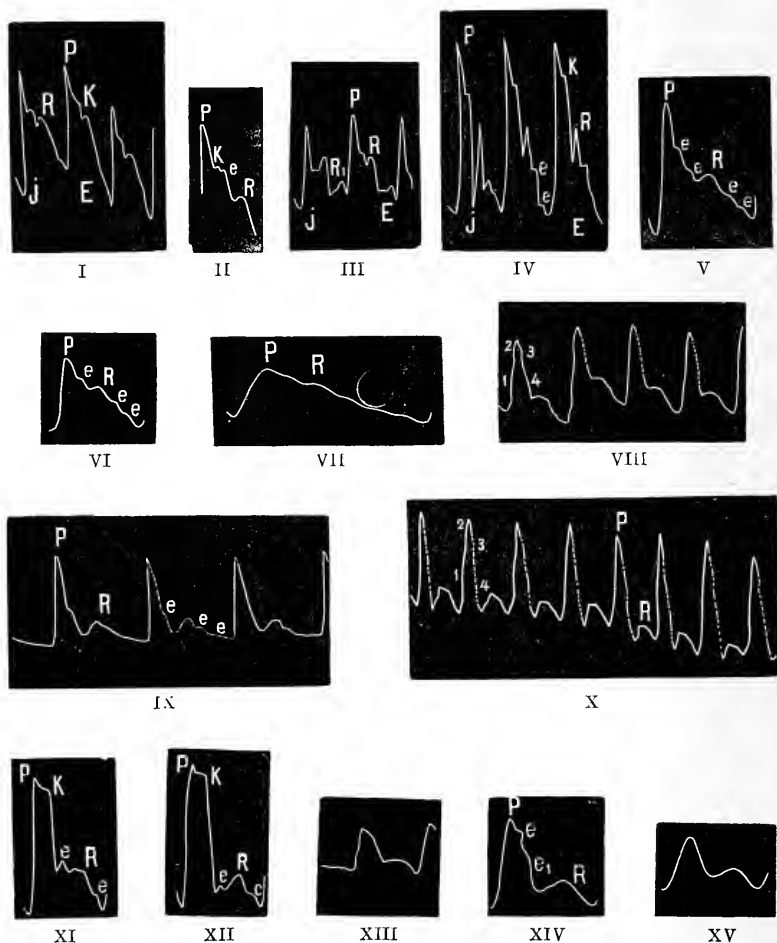 P K R j E
P K e R
P R₁ R j E
P K R e e j E
P e e R e e
I II III IV V
P e R e e
P R
2 3 1 4
VI VII VIII
P R e e e
2 P 3 1 4 R
IX X
P K e R e
P K e R c
P e e₁ R
XI XII XIII XIV XV